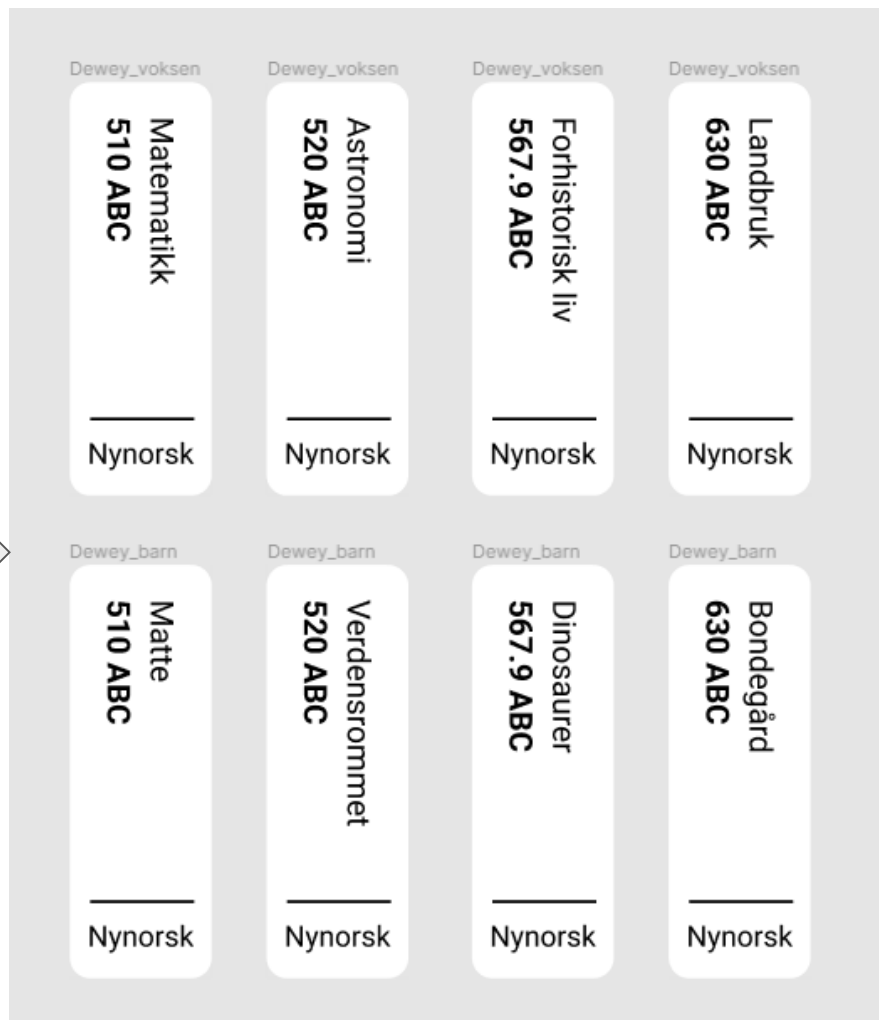 Dewey_voksen
Matematikk
510 ABC
Nynorsk
Dewey_voksen
Astronomi
520 ABC
Nynorsk
Dewey_voksen
Forhistorisk liv
567.9 ABC
Nynorsk
Dewey_voksen
Landbruk
630 ABC
Nynorsk
Dewey_barn
Matte
510 ABC
Nynorsk
Dewey_barn
Verdensrommet
520 ABC
Nynorsk
Dewey_barn
Dinosaurer
567.9 ABC
Nynorsk
Dewey_barn
Bondegård
630 ABC
Nynorsk